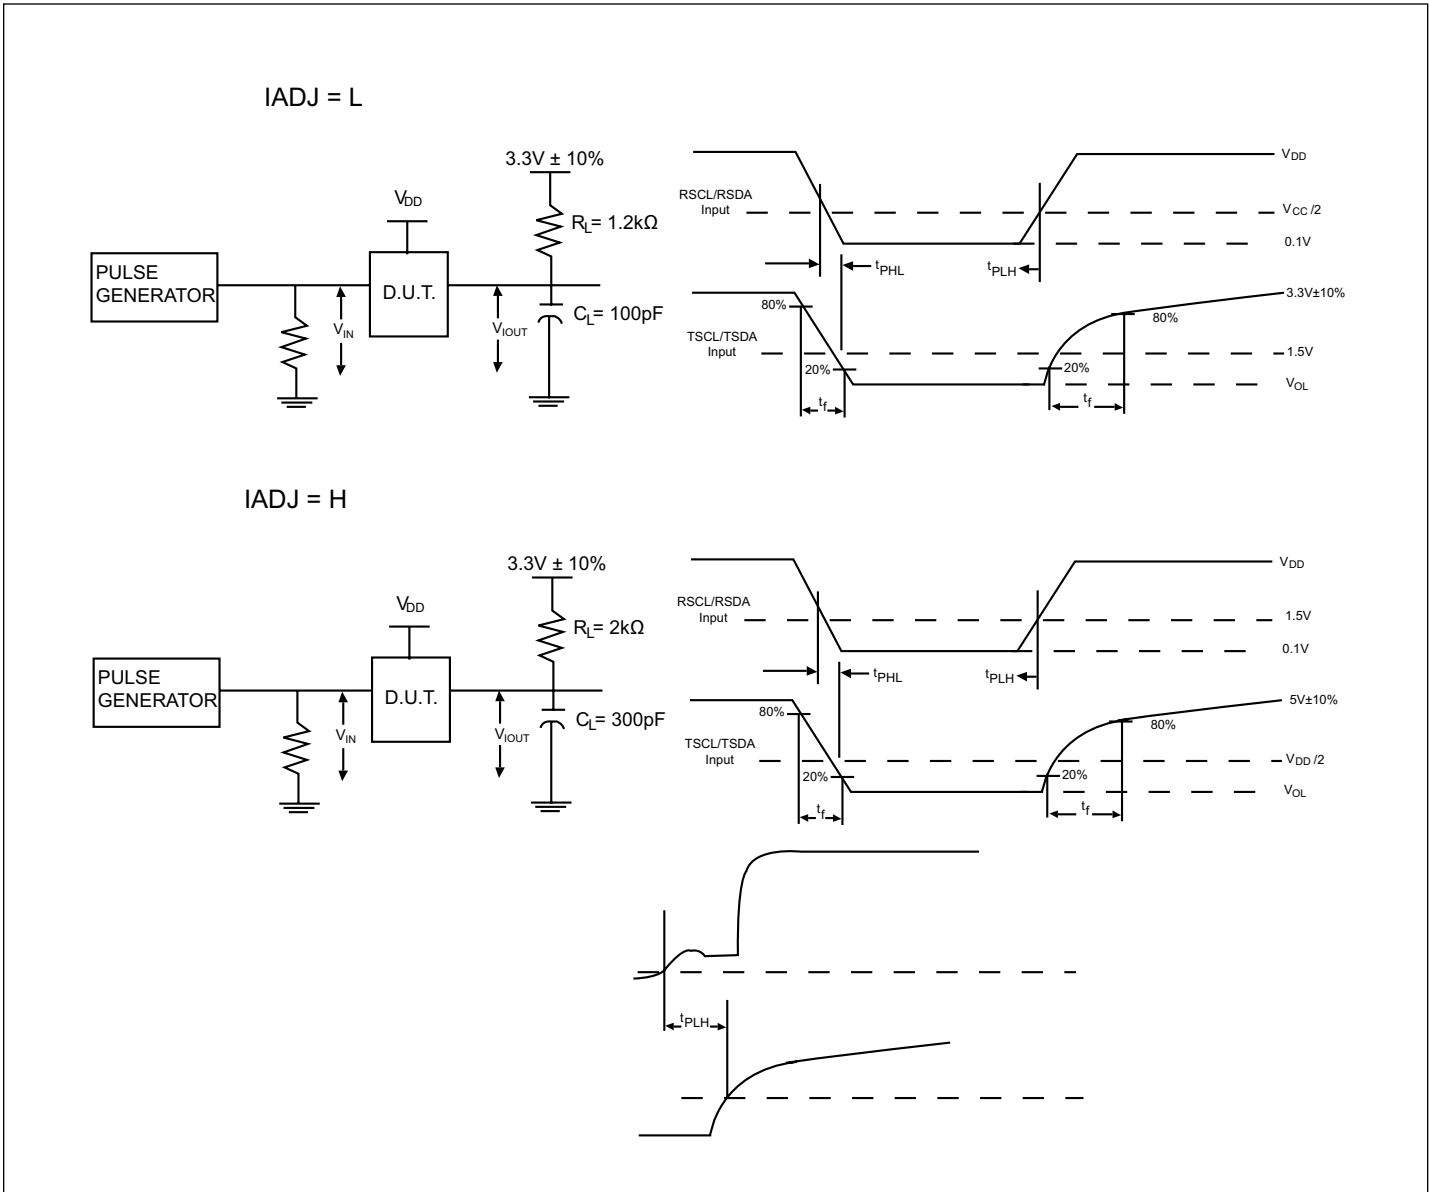 IADJ = L
3.3V ± 10%
VDD
RL= 1.2kΩ
PULSE
GENERATOR
D.U.T.
VIN
VIOUT
CL= 100pF
VDD
RSCL/RSDA
Input
VCC /2
0.1V
tPHL
tPLH
3.3V±10%
80%
80%
TSCL/TSDA
Input
1.5V
20%
20%
VOL
tf
tf
IADJ = H
3.3V ± 10%
VDD
RL= 2kΩ
PULSE
GENERATOR
D.U.T.
VIN
VIOUT
CL= 300pF
VDD
RSCL/RSDA
Input
1.5V
0.1V
tPHL
tPLH
5V±10%
80%
80%
TSCL/TSDA
Input
VDD /2
20%
20%
VOL
tf
tf
tPLH